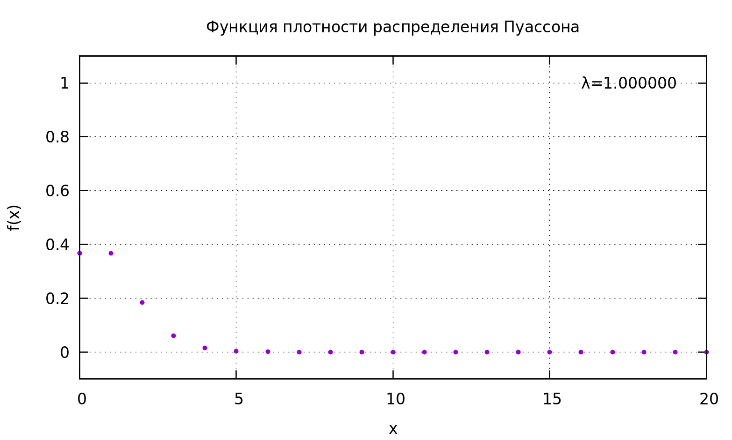 Функция плотности распределения Пуассона
λ=1.000000
1
0.8
0.6
0.4
0.2
0
f(x)
0 5 10 15 20
x